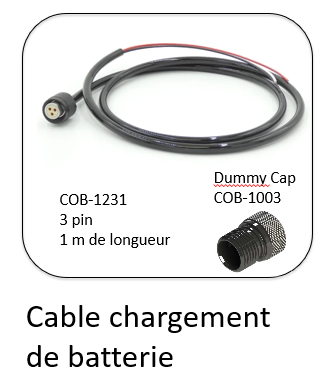 Dummy Cap
COB-1003
COB-1231
3 pin
1 m de longueur
Cable chargement
de batterie